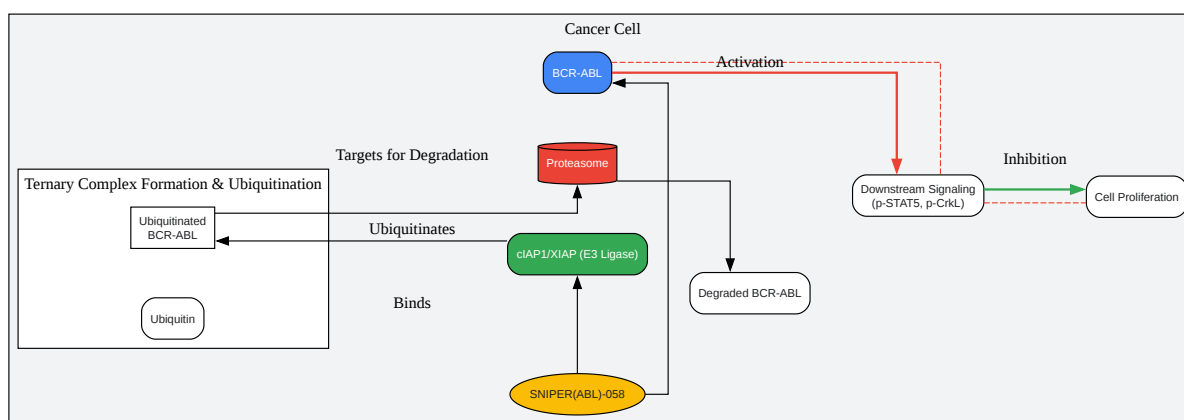 Cancer Cell
BCR-ABL
Activation
Targets for Degradation
Proteasome
Inhibition
Ternary Complex Formation & Ubiquitination
Downstream Signaling
(p-STAT5, p-CrkL)
Cell Proliferation
Ubiquitinated
BCR-ABL
Ubiquitinates
cIAP1/XIAP (E3 Ligase)
Degraded BCR-ABL
Binds
Ubiquitin
SNIPER(ABL)-058